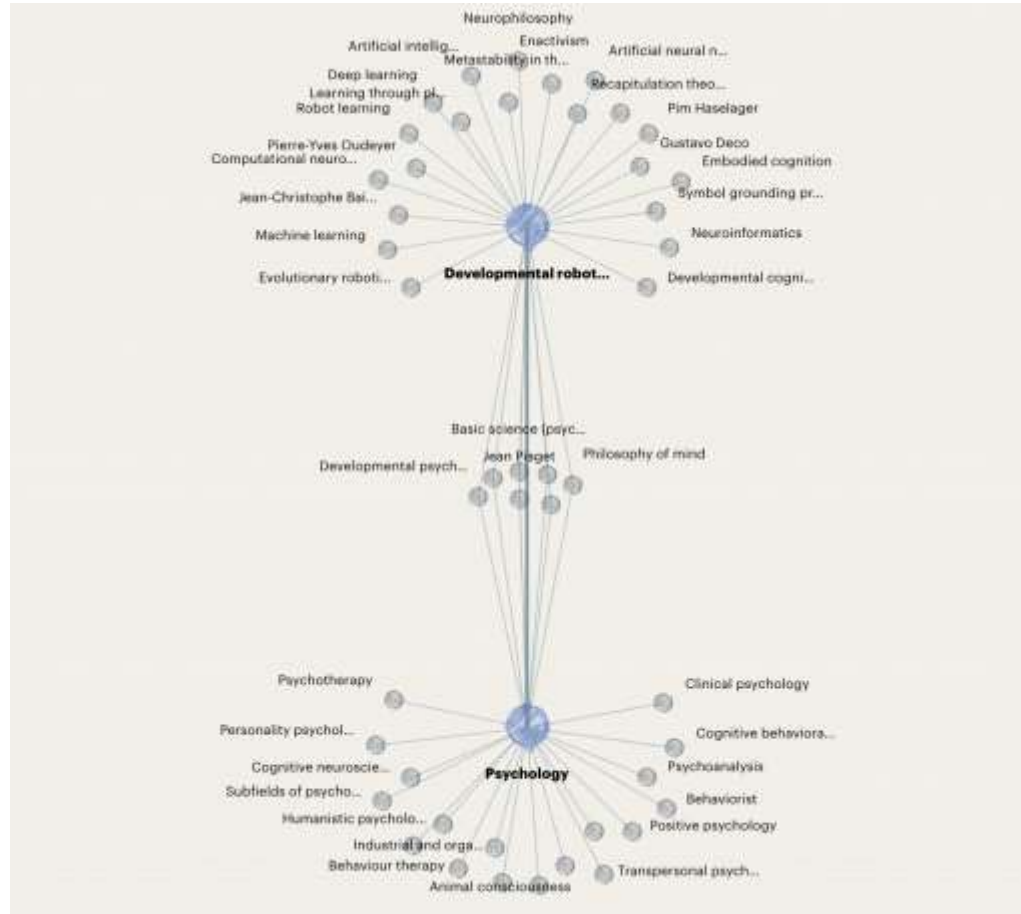 Neurophilosophy
Enactivism
Artificial intellig...
Artificial neural n...
Metastability in th...
Deep learning
Recapitulation theo...
Learning through pl...
Robot learning
Pim Haselager
Pierre-Yves Oudeyer
Gustavo Deco
Computational neuro...
Embodied cognition
Jean-Christophe Bai...
Symbol grounding pr...
Machine learning
Neuroinformatics
Developmental robot...
Evolutionary roboti...
Developmental cogni...
Basic science (psyc...
Jean Piaget
Philosophy of mind
Developmental psych...
Psychotherapy
Clinical psychology
Personality psychol...
Cognitive behaviora...
Cognitive neuroscie...
Psychoanalysis
Psychology
Subfields of psycho...
Behaviorist
Humanistic psycholo...
Positive psychology
Industrial and orga...
Behaviour therapy
Transpersonal psych...
Animal consciousness